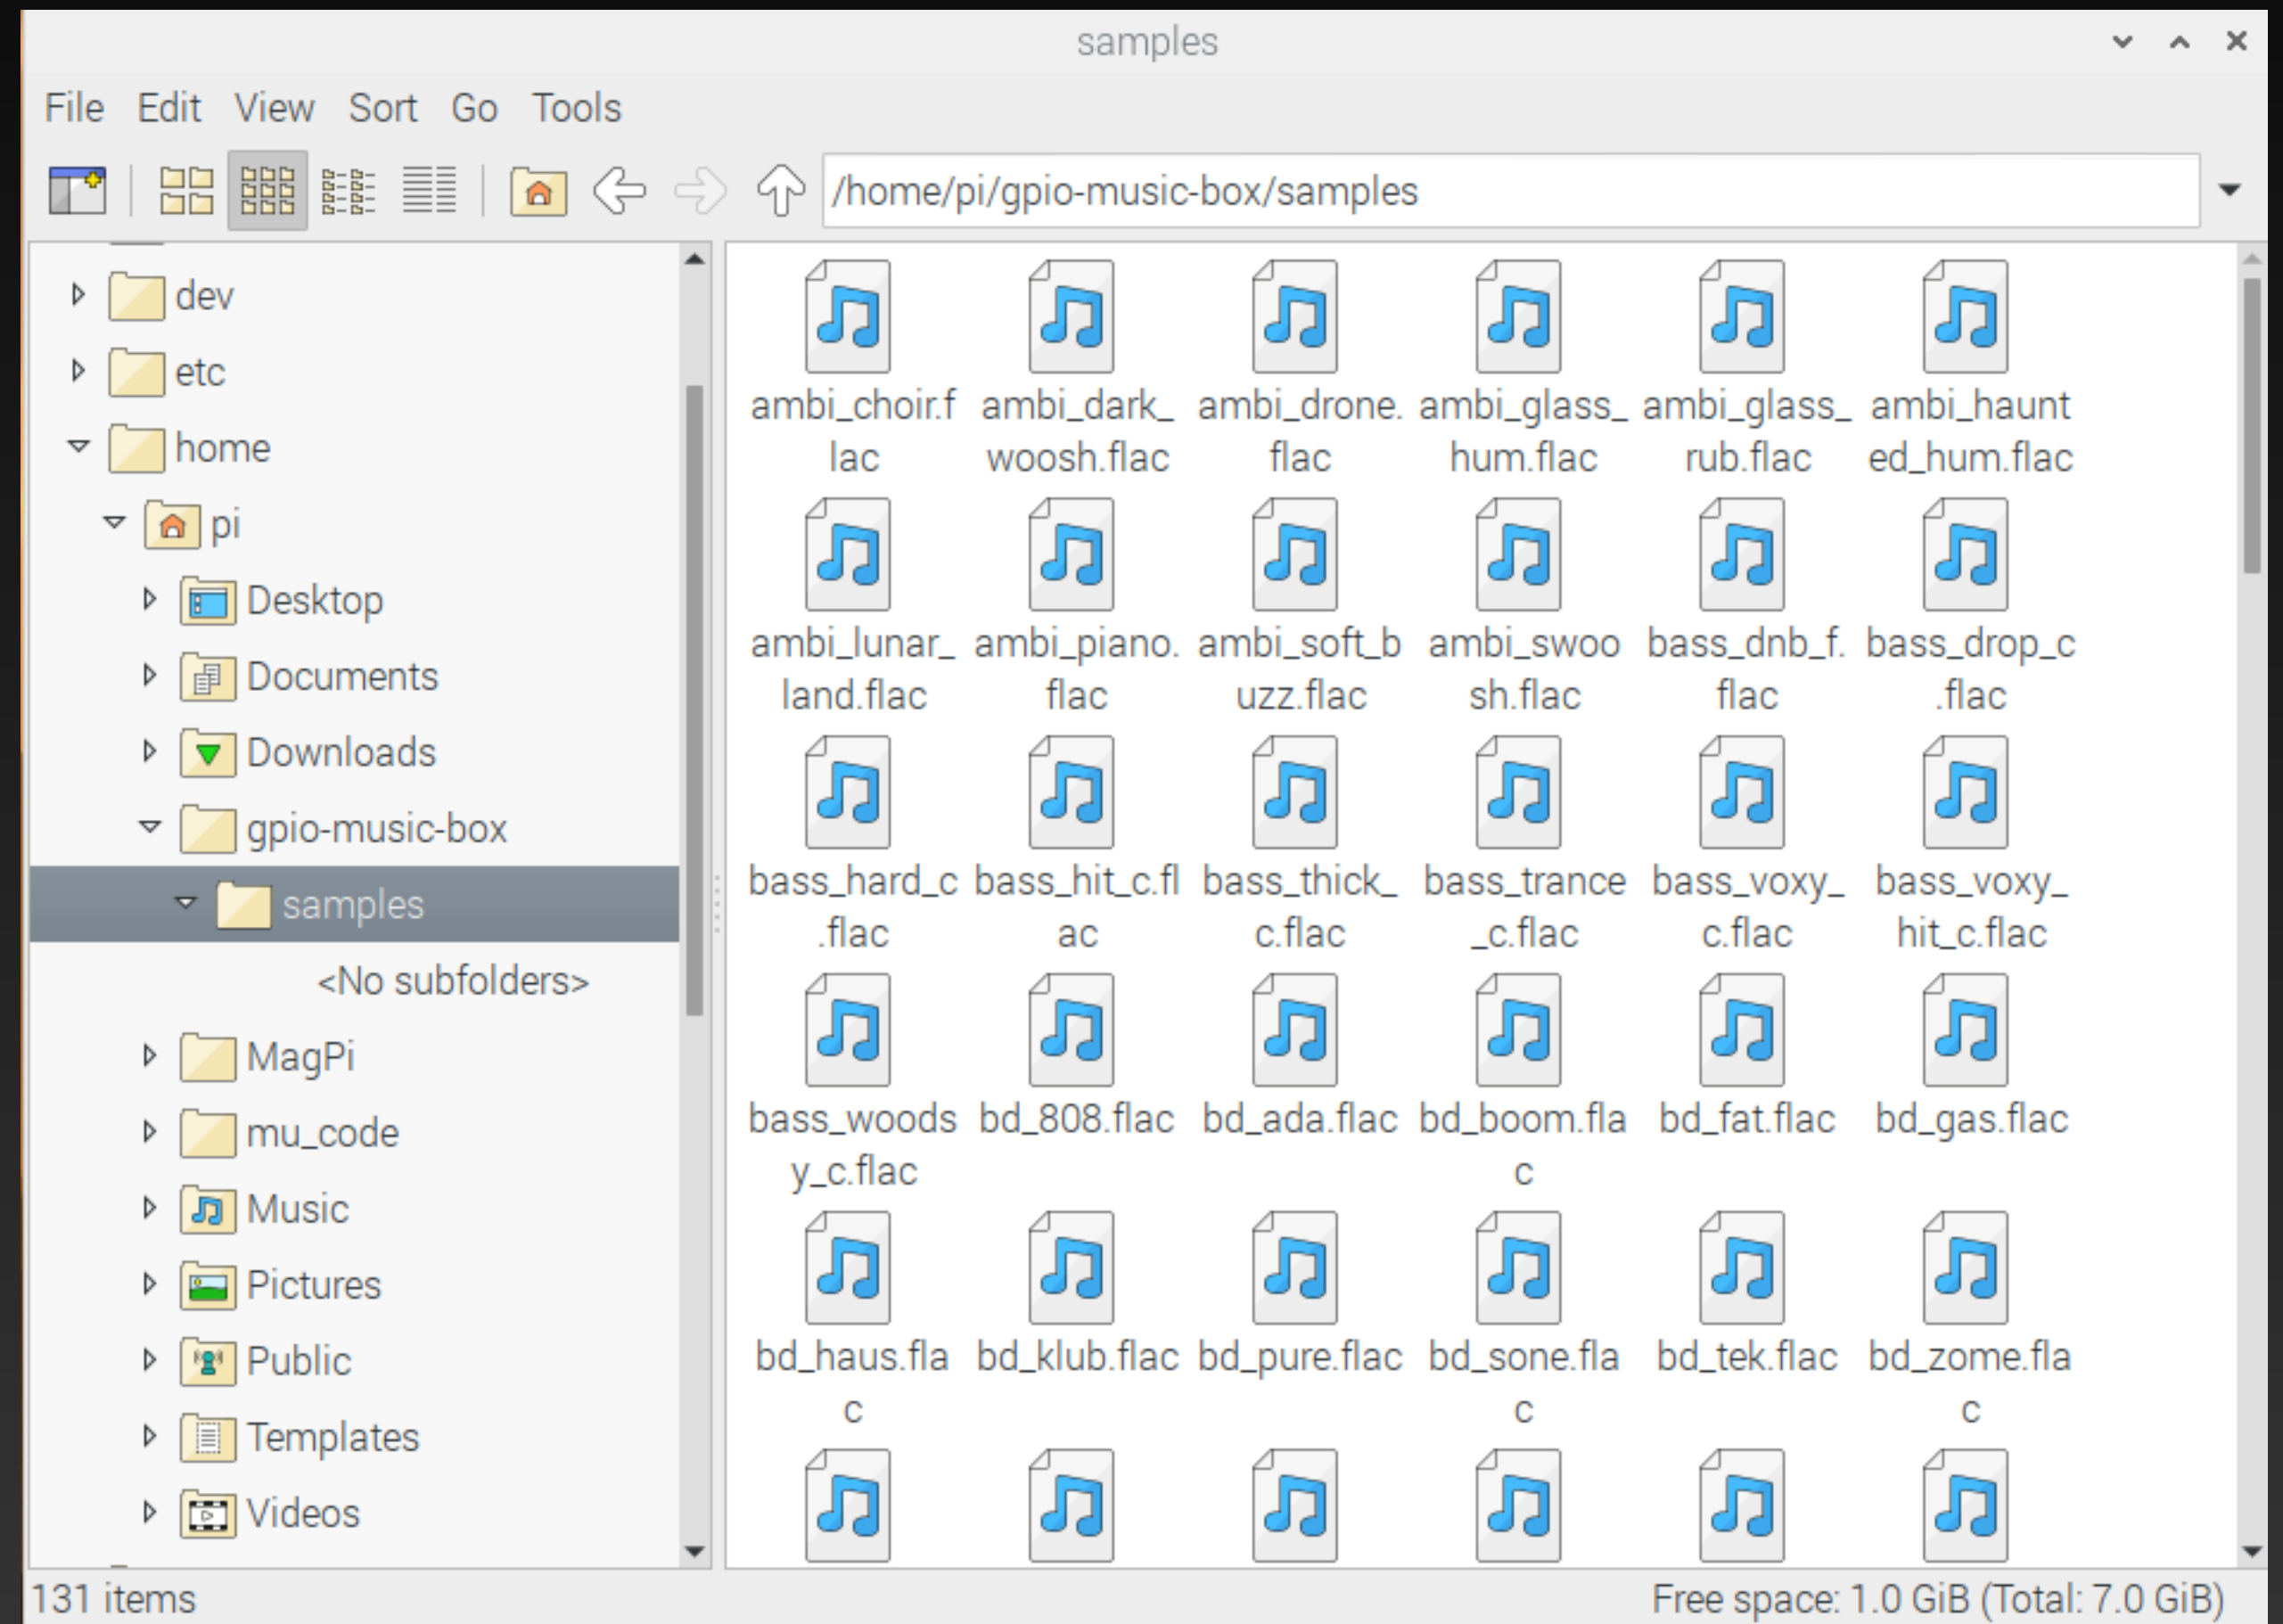 samples
File Edit View Sort Go Tools
/home/pi/gpio-music-box/samples
dev
etc
home
pi
Desktop
Documents
Downloads
gpio-music-box
samples
<No subfolders>
MagPi
mu_code
Music
Pictures
Public
Templates
Videos
ambi_choir.f ambi_dark_ ambi_drone. ambi_glass_ ambi_glass_ ambi_haunt
lac woosh.flac flac hum.flac rub.flac ed_hum.flac
ambi_lunar_ ambi_piano. ambi_soft_b ambi_swoo bass_dnb_f. bass_drop_c
land.flac flac uzz.flac sh.flac flac .flac
bass_hard_c bass_hit_c.fl bass_thick_ bass_trance bass_voxy_ bass_voxy_
.flac ac c.flac _c.flac c.flac hit_c.flac
bass_woods bd_808.flac bd_ada.flac bd_boom.fla bd_fat.flac bd_gas.flac
y_c.flac c
bd_haus.fla bd_klub.flac bd_pure.flac bd_sone.fla bd_tek.flac bd_zome.fla
c c c
131 items Free space: 1.0 GiB (Total: 7.0 GiB)